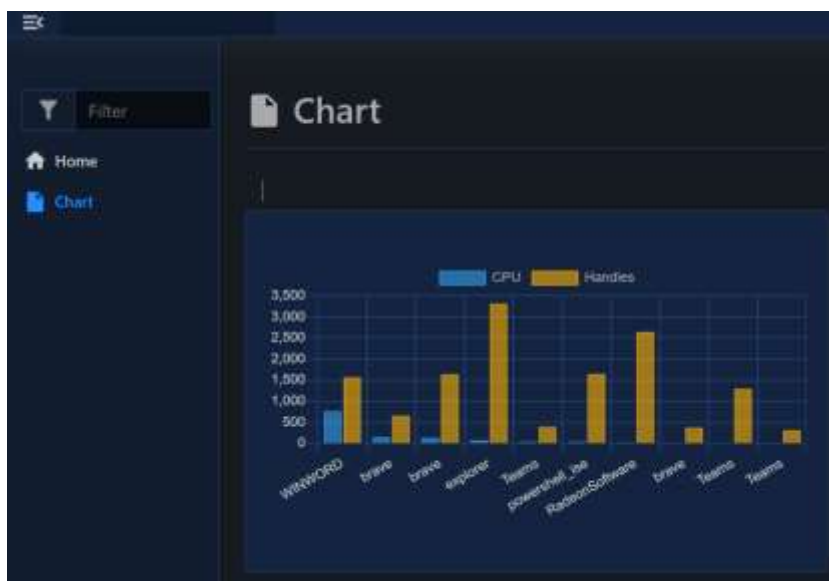 Filter
Chart
Home
Chart
CPU Handles
3,500
3,000
2,500
2,000
1,500
1,000
500
0
WINWORD brave brave explorer Teams powershell_ise RadeonSoftware brave Teams Teams